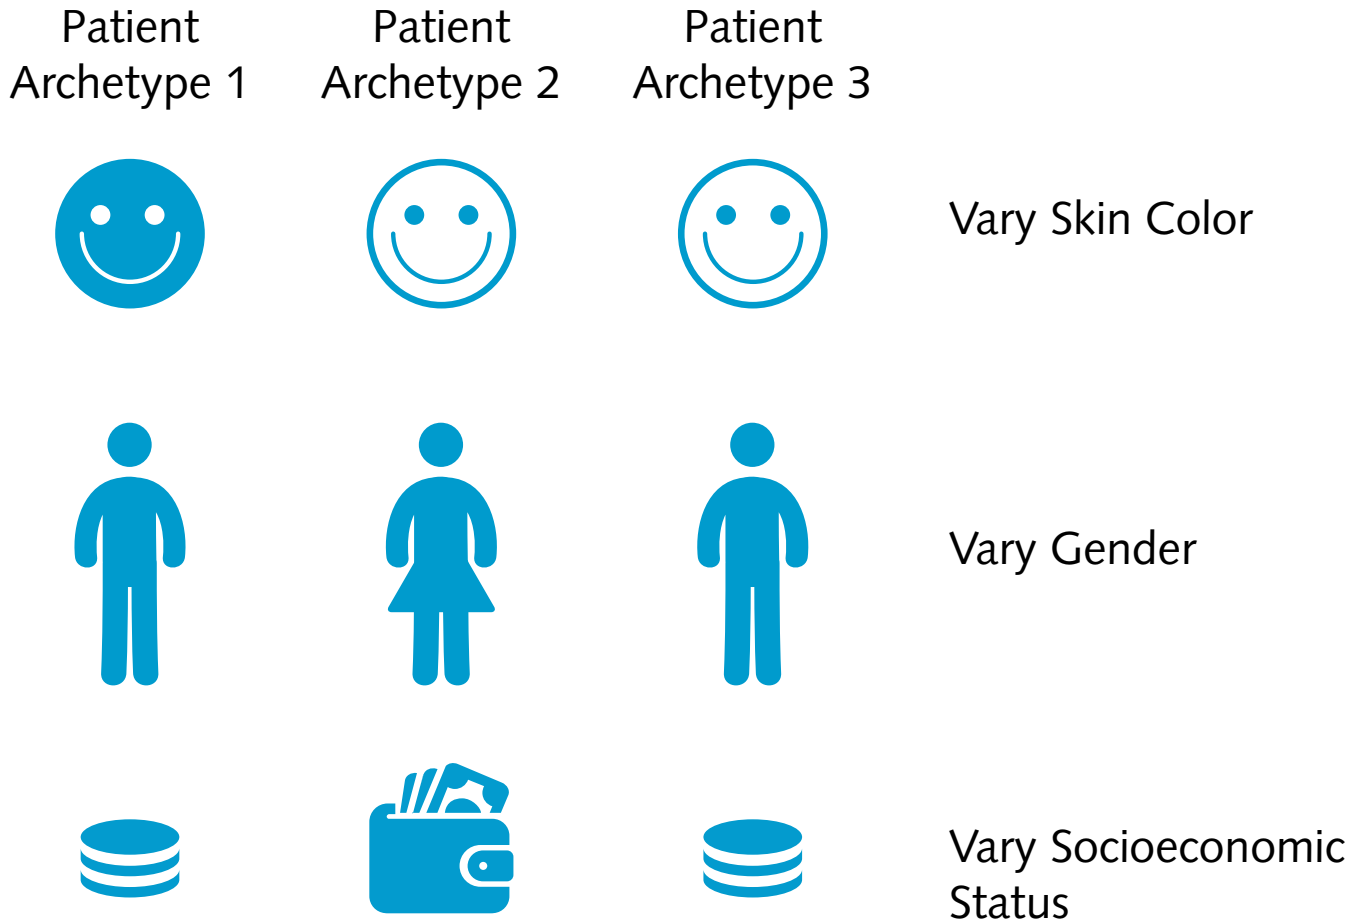 Patient
Archetype 1
Patient
Archetype 2
Patient
Archetype 3
Vary Skin Color
Vary Gender
Vary Socioeconomic
Status